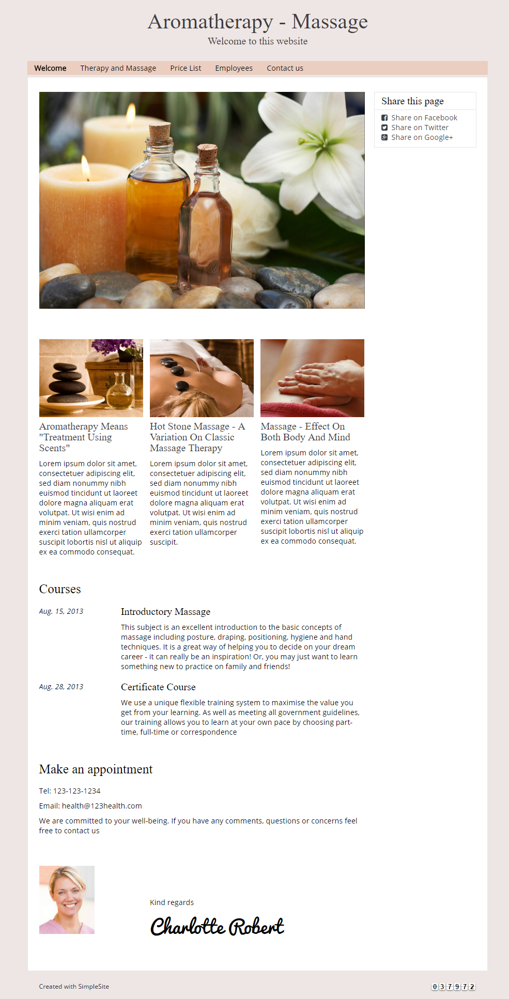 Aromatherapy - Massage
Welcome to this website
Welcome Therapy and Massage Price List Employees Contact us
Share this page
Share on Facebook
Share on Twitter
Share on Google+
Aromatherapy Means
"Treatment Using
Scents"
Lorem ipsum dolor sit amet,
consectetuer adipiscing elit,
sed diam nonummy nibh
euismod tincidunt ut laoreet
dolore magna aliquam erat
volutpat. Ut wisi enim ad
minim veniam, quis nostrud
exerci tation ullamcorper
suscipit lobortis nisl ut aliquip
ex ea commodo consequat.
Hot Stone Massage - A
Variation On Classic
Massage Therapy
Lorem ipsum dolor sit amet,
consectetuer adipiscing elit,
sed diam nonummy nibh
euismod tincidunt ut laoreet
dolore magna aliquam erat
volutpat. Ut wisi enim ad
minim veniam, quis nostrud
exerci tation ullamcorper
suscipit.
Massage - Effect On
Both Body And Mind
Lorem ipsum dolor sit amet,
consectetuer adipiscing elit,
sed diam nonummy nibh
euismod tincidunt ut laoreet
dolore magna aliquam erat
volutpat. Ut wisi enim ad
minim veniam, quis nostrud
exerci tation ullamcorper
suscipit lobortis nisl ut aliquip
ex ea commodo consequat.
Courses
Aug. 15, 2013
Introductory Massage
This subject is an excellent introduction to the basic concepts of
massage including posture, draping, positioning, hygiene and hand
techniques. It is a great way of helping you to decide on your dream
career - it can really be an inspiration! Or, you may just want to learn
something new to practice on family and friends!
Aug. 28, 2013
Certificate Course
We use a unique flexible training system to maximise the value you
get from your learning. As well as meeting all government guidelines,
our training allows you to learn at your own pace by choosing part-
time, full-time or correspondence
Make an appointment
Tel: 123-123-1234
Email: health@123health.com
We are committed to your well-being. If you have any comments, questions or concerns feel
free to contact us
Kind regards
Charlotte Robert
Created with SimpleSite
037972